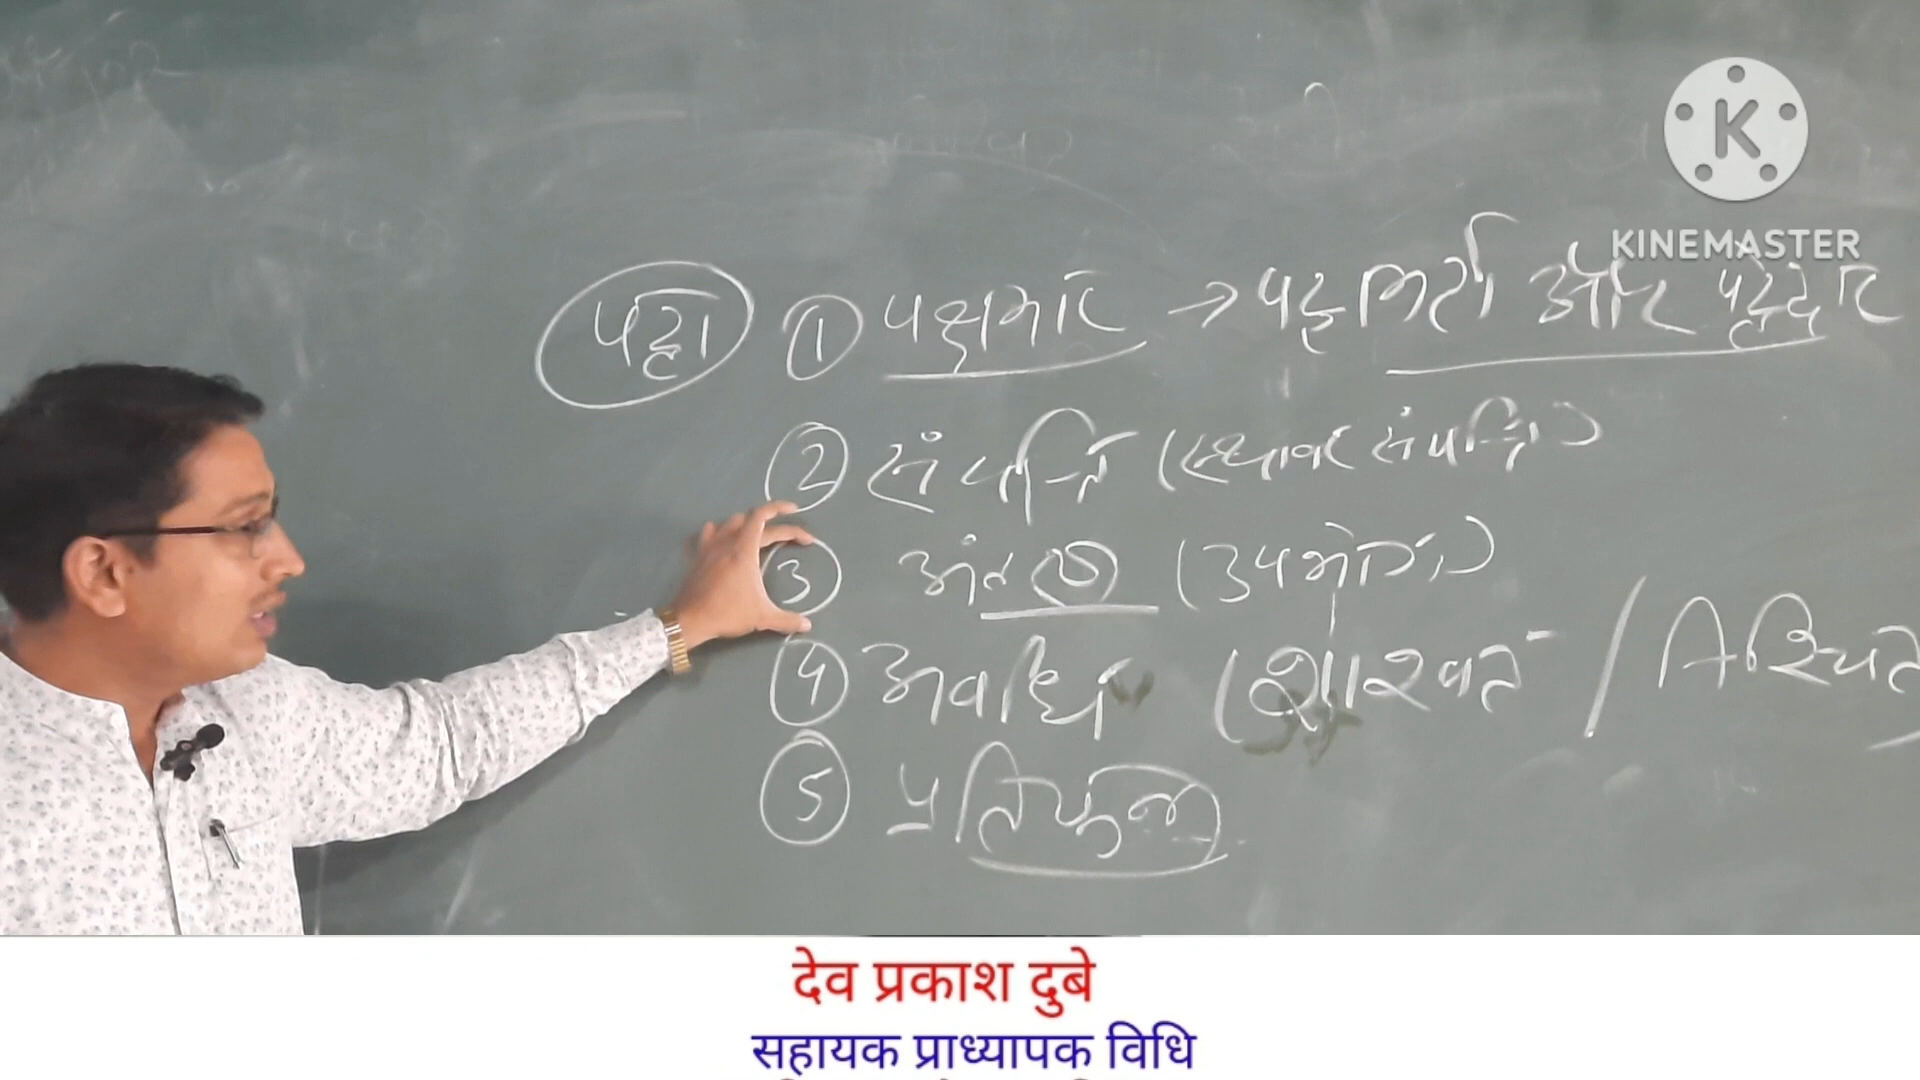 KINEMASTER
पट्टा ① पक्षकार → पट्टाकर्ता और पट्टेदार
② संपत्ति (स्थावर संपत्ति)
③ अंतरण (उपभोग)
④ अवधि (शाश्वत / निश्चित
⑤ प्रतिफल
देव प्रकाश दुबे
सहायक प्राध्यापक विधि